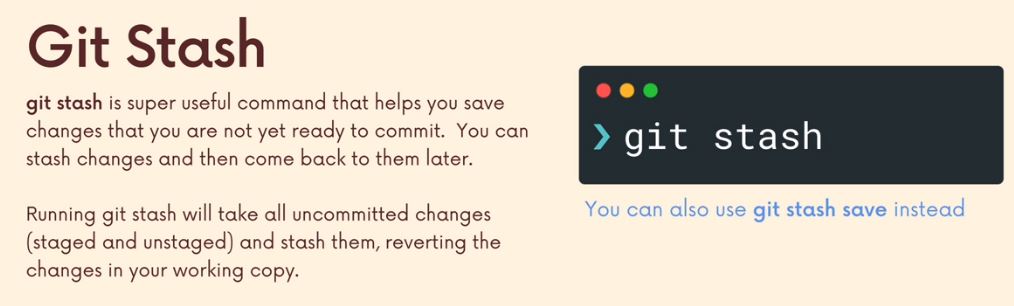 Git Stash
git stash is super useful command that helps you save
changes that you are not yet ready to commit. You can
stash changes and then come back to them later.
Running git stash will take all uncommitted changes
(staged and unstaged) and stash them, reverting the
changes in your working copy.
❯ git stash
You can also use git stash save instead